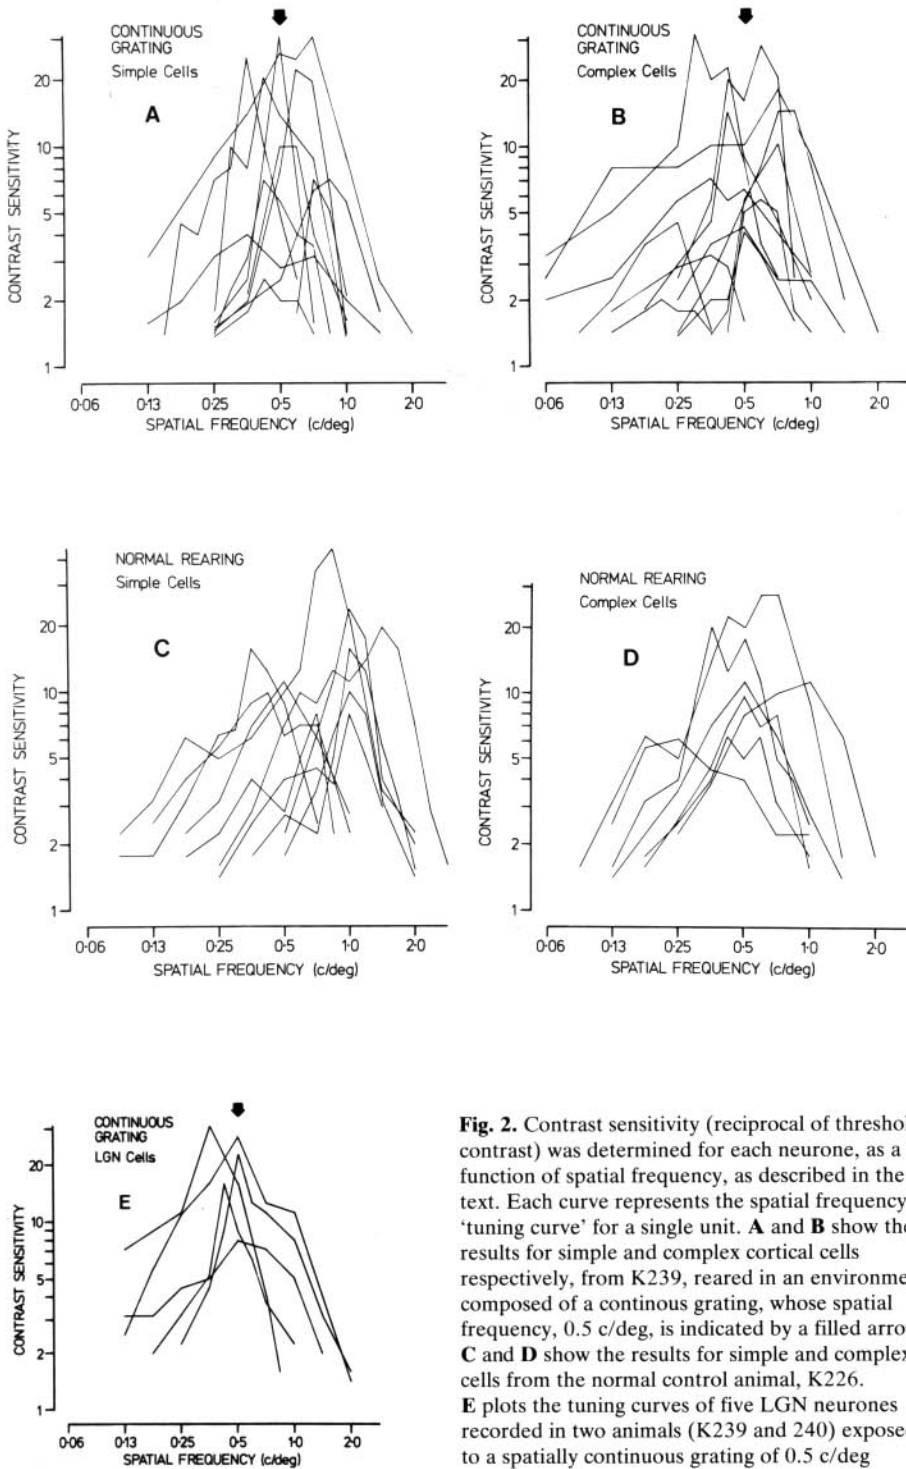 CONTINUOUS
GRATING
Simple Cells
A
CONTRAST SENSITIVITY
20
10
5
2
1
0·06 0·13 0·25 0·5 1·0 2·0
SPATIAL FREQUENCY (c/deg)
CONTINUOUS
GRATING
Complex Cells
B
CONTRAST SENSITIVITY
20
10
5
2
1
0·06 0·13 0·25 0·5 1·0 2·0
SPATIAL FREQUENCY (c/deg)
NORMAL REARING
Simple Cells
C
CONTRAST SENSITIVITY
20
10
5
2
1
0·06 0·13 0·25 0·5 1·0 2·0
SPATIAL FREQUENCY (c/deg)
NORMAL REARING
Complex Cells
D
CONTRAST SENSITIVITY
20
10
5
2
1
0·06 0·13 0·25 0·5 1·0 2·0
SPATIAL FREQUENCY (c/deg)
CONTINUOUS
GRATING
LGN Cells
E
CONTRAST SENSITIVITY
20
10
5
2
1
0·06 0·13 0·25 0·5 1·0 2·0
SPATIAL FREQUENCY (c/deg)
Fig. 2. Contrast sensitivity (reciprocal of threshol
contrast) was determined for each neurone, as a
function of spatial frequency, as described in the
text. Each curve represents the spatial frequency
‘tuning curve’ for a single unit. A and B show the
results for simple and complex cortical cells
respectively, from K239, reared in an environme
composed of a continous grating, whose spatial
frequency, 0.5 c/deg, is indicated by a filled arro
C and D show the results for simple and complex
cells from the normal control animal, K226.
E plots the tuning curves of five LGN neurones
recorded in two animals (K239 and 240) expose
to a spatially continuous grating of 0.5 c/deg